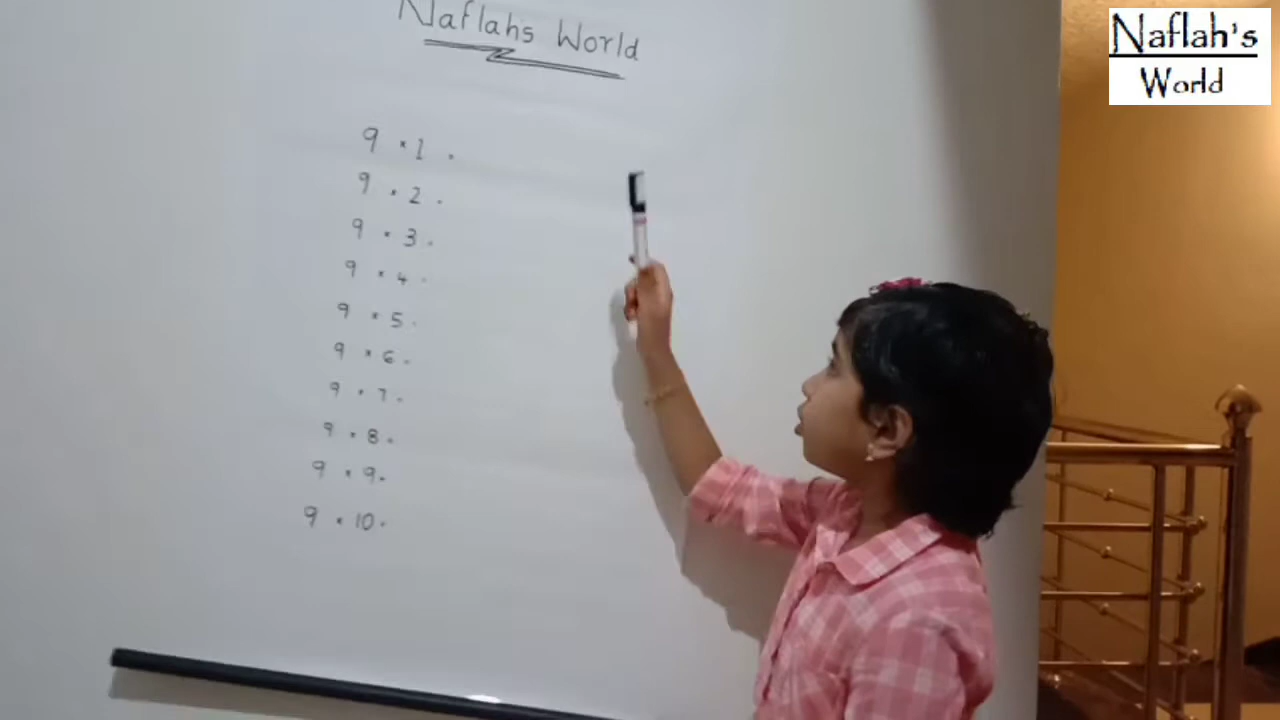 Naflahs World
9 × 1 =
9 × 2 =
9 × 3 =
9 × 4 =
9 × 5 =
9 × 6 =
9 × 7 =
9 × 8 =
9 × 9 =
9 × 10 =
Naflah's
World